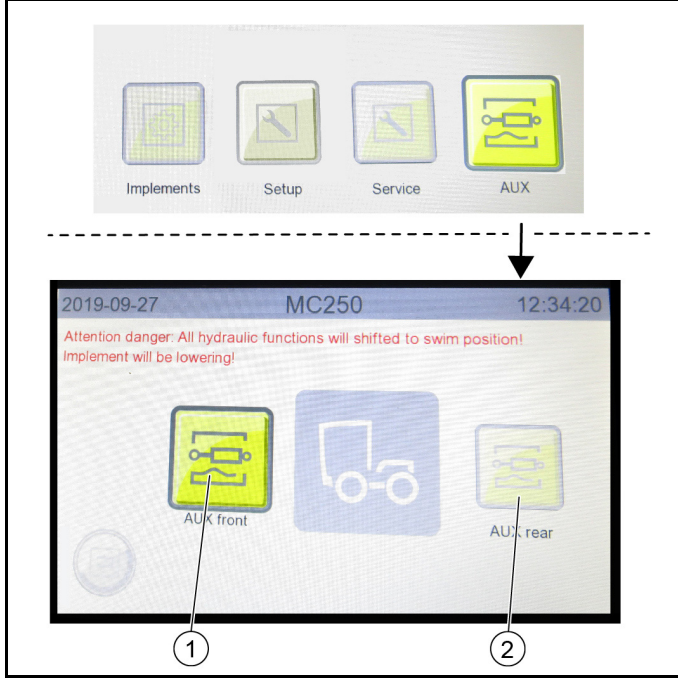 Implements Setup Service AUX
2019-09-27 MC250 12:34:20
Attention danger: All hydraulic functions will shifted to swim position!
Implement will be lowering!
AUX front
AUX rear
1 2